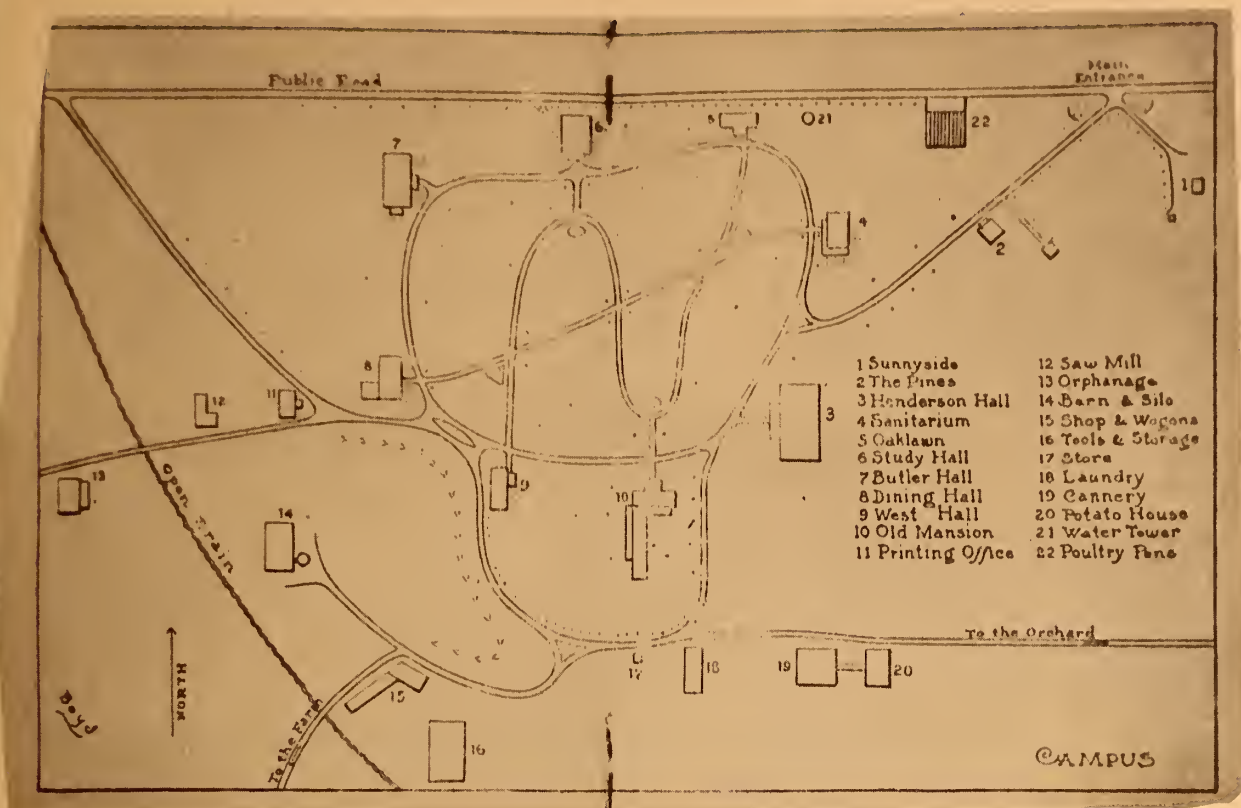 Public Road
Main
Entrance
6
5
21
22
7
1
4
2
8
11
12
3
1 Sunnyside
2 The Pines
3 Henderson Hall
4 Sanitarium
5 Oaklawn
6 Study Hall
7 Butler Hall
8 Dining Hall
9 West Hall
10 Old Mansion
11 Printing Office
12 Saw Mill
13 Orphanage
14 Barn & Silo
15 Shop & Wagons
16 Tools & Storage
17 Store
18 Laundry
19 Cannery
20 Potato House
21 Water Tower
22 Poultry Pens
13
Open Drain
9
10
14
To the Orchard
17
18
19
20
NORTH
Boyd
15
To the Farm
16
CAMPUS